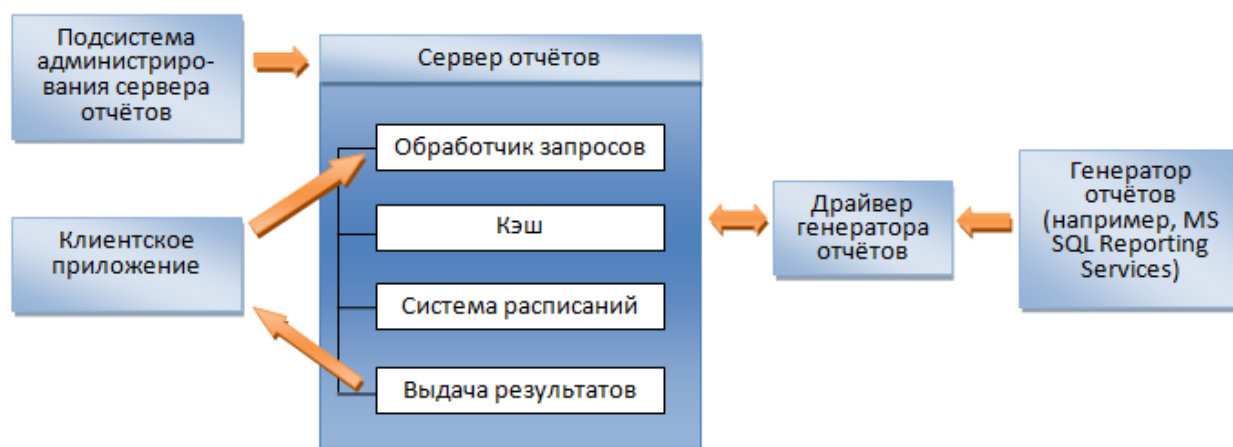 Подсистема
администриро-
вания сервера
отчётов
Клиентское
приложение
Сервер отчётов
Обработчик запросов
Кэш
Система расписаний
Выдача результатов
Драйвер
генератора
отчётов
Генератор
отчётов
(например, MS
SQL Reporting
Services)